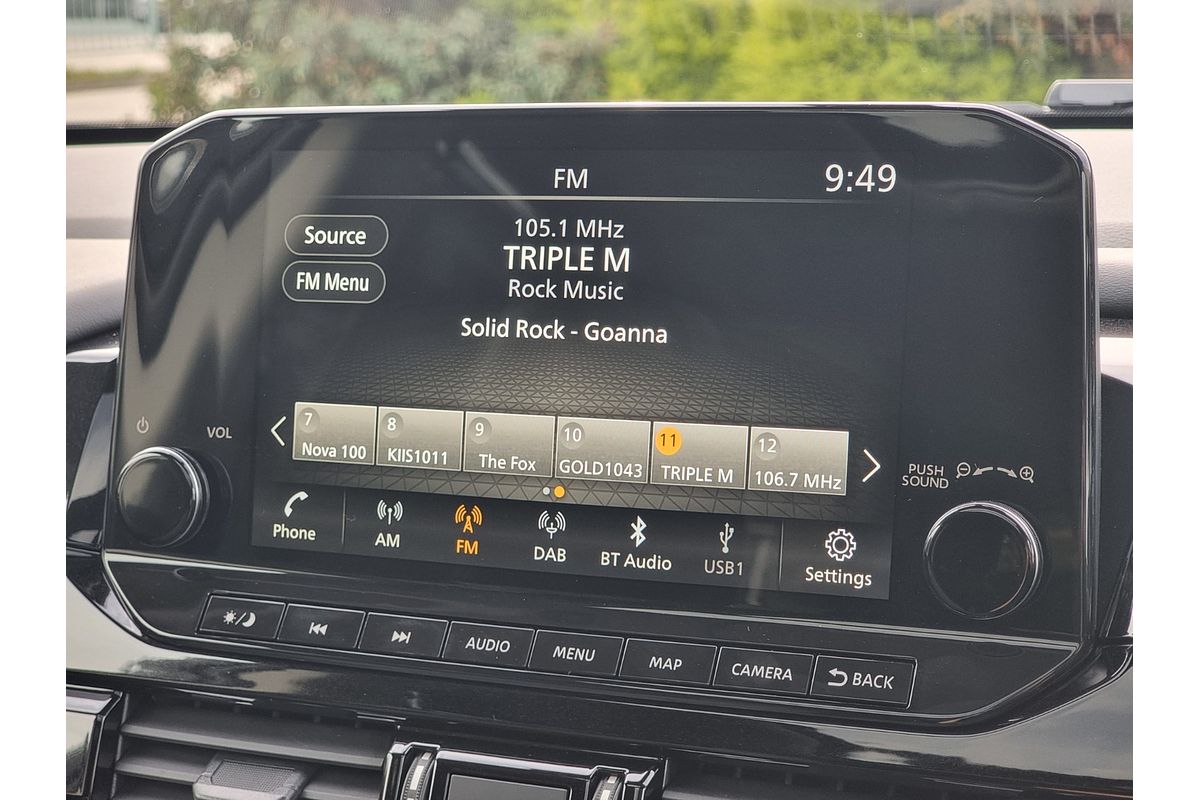 FM
9:49
Source
105.1 MHz
TRIPLE M
FM Menu
Rock Music
Solid Rock - Goanna
7
Nova 100
8
KIIS1011
9
The Fox
10
GOLD1043
11
TRIPLE M
12
106.7 MHz
VOL
PUSH
SOUND
Phone
AM
FM
DAB
BT Audio
USB1
Settings
AUDIO
MENU
MAP
CAMERA
BACK